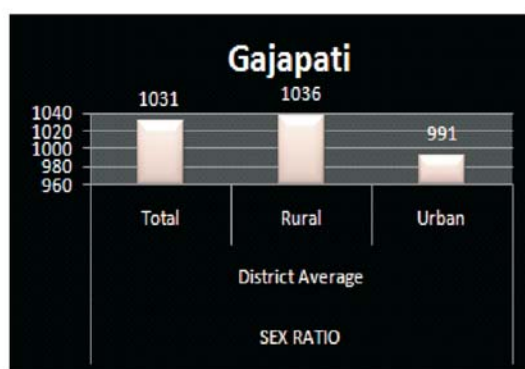 Gajapati
1031 1036 991
1040
1020
1000
980
960
Total Rural Urban
District Average
SEX RATIO